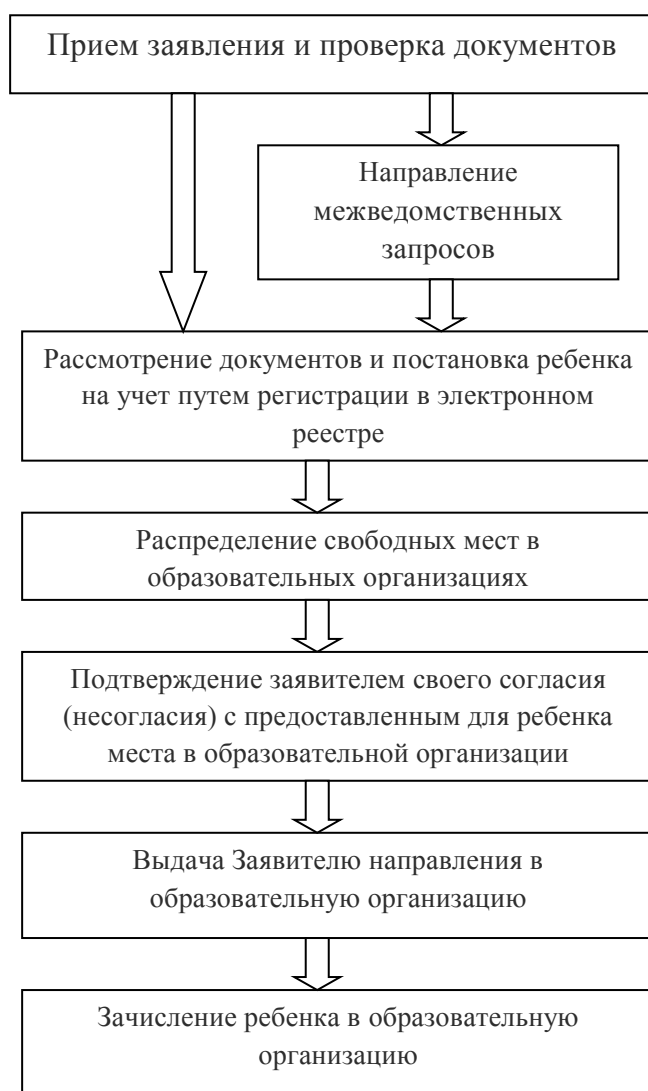 Прием заявления и проверка документов
Направление
межведомственных
запросов
Рассмотрение документов и постановка ребенка
на учет путем регистрации в электронном
реестре
Распределение свободных мест в
образовательных организациях
Подтверждение заявителем своего согласия
(несогласия) с предоставленным для ребенка
места в образовательной организации
Выдача Заявителю направления в
образовательную организацию
Зачисление ребенка в образовательную
организацию